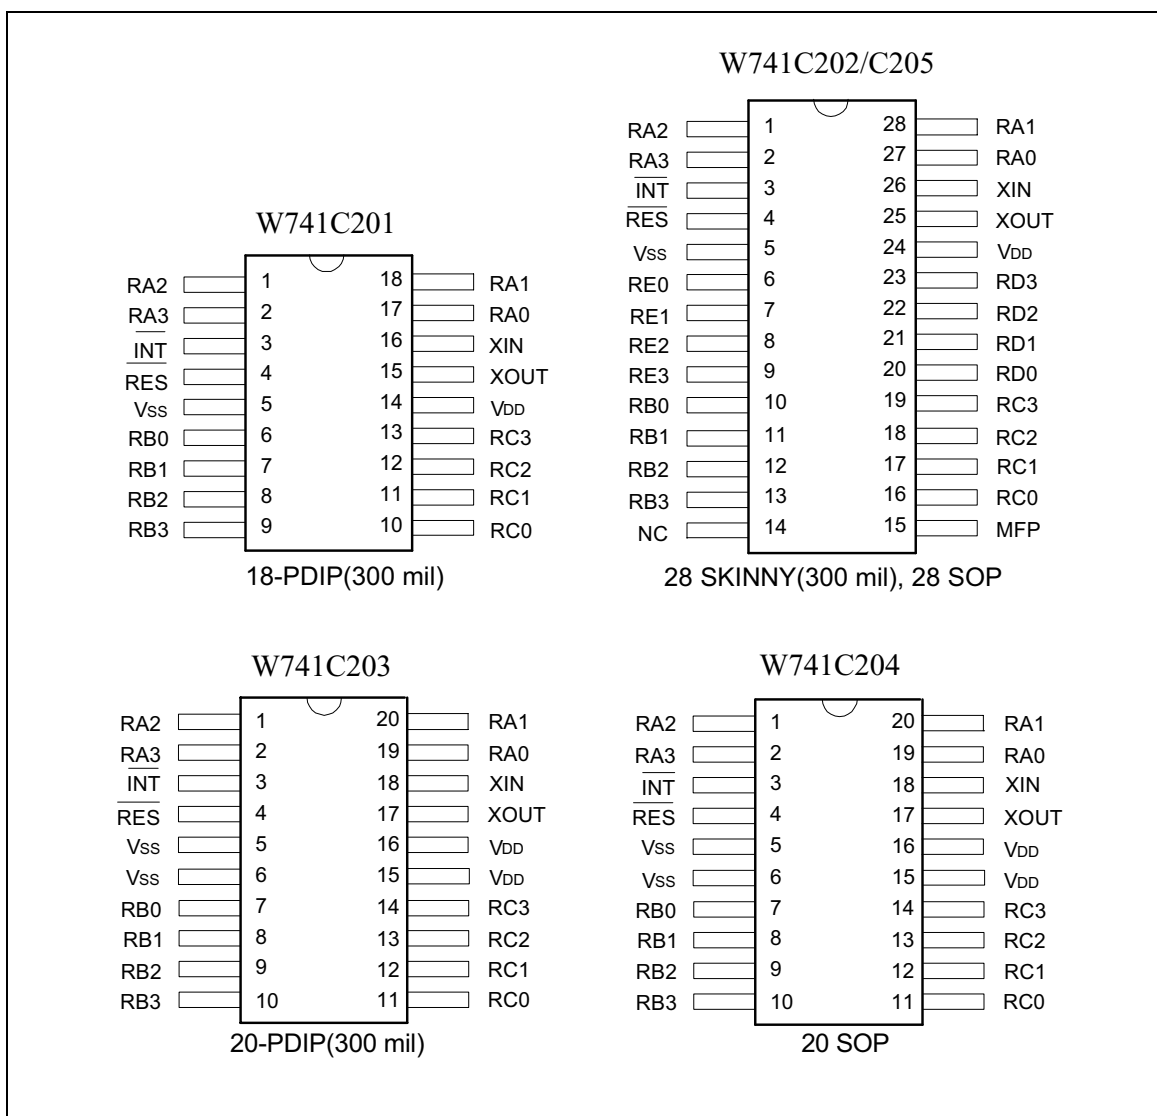 W741C202/C205
RA2 1 28 RA1
RA3 2 27 RA0
INT 3 26 XIN
RES 4 25 XOUT
VSS 5 24 VDD
RE0 6 23 RD3
RE1 7 22 RD2
RE2 8 21 RD1
RE3 9 20 RD0
RB0 10 19 RC3
RB1 11 18 RC2
RB2 12 17 RC1
RB3 13 16 RC0
NC 14 15 MFP
28 SKINNY(300 mil), 28 SOP
W741C201
RA2 1 18 RA1
RA3 2 17 RA0
INT 3 16 XIN
RES 4 15 XOUT
VSS 5 14 VDD
RB0 6 13 RC3
RB1 7 12 RC2
RB2 8 11 RC1
RB3 9 10 RC0
18-PDIP(300 mil)
W741C203
RA2 1 20 RA1
RA3 2 19 RA0
INT 3 18 XIN
RES 4 17 XOUT
VSS 5 16 VDD
VSS 6 15 VDD
RB0 7 14 RC3
RB1 8 13 RC2
RB2 9 12 RC1
RB3 10 11 RC0
20-PDIP(300 mil)
W741C204
RA2 1 20 RA1
RA3 2 19 RA0
INT 3 18 XIN
RES 4 17 XOUT
VSS 5 16 VDD
VSS 6 15 VDD
RB0 7 14 RC3
RB1 8 13 RC2
RB2 9 12 RC1
RB3 10 11 RC0
20 SOP